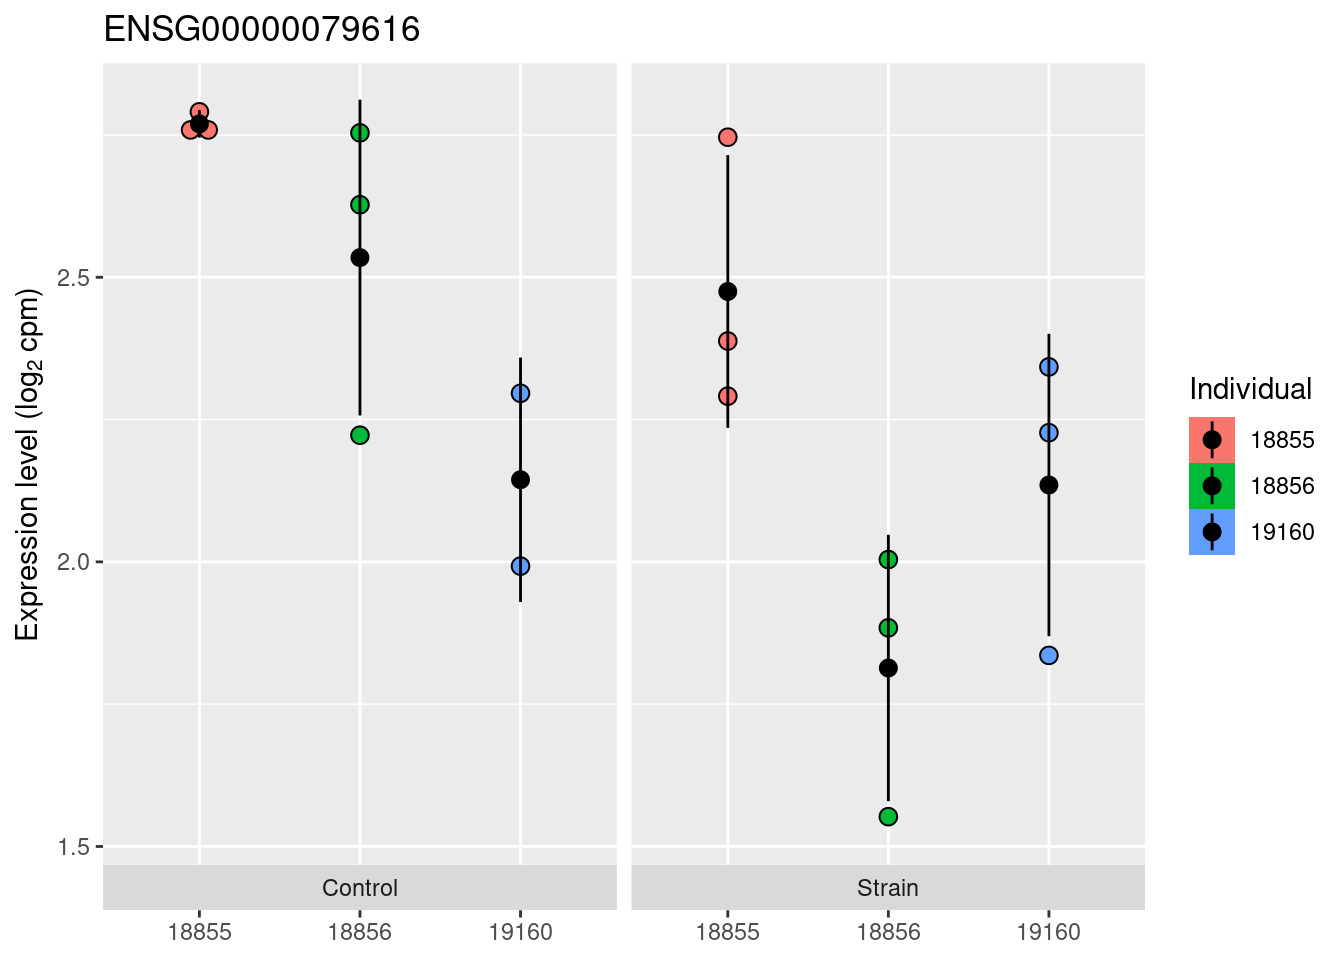 ENSG00000079616
Expression level (log₂ cpm)
2.5
2.0
1.5
Control
Strain
18855
18856
19160
18855
18856
19160
Individual
18855
18856
19160